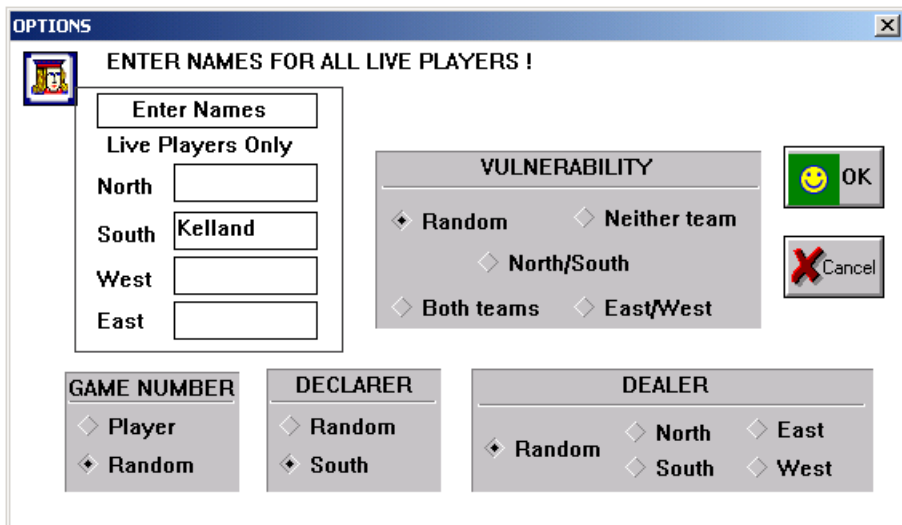 OPTIONS
ENTER NAMES FOR ALL LIVE PLAYERS !
Enter Names
Live Players Only
North
South Kelland
West
East
VULNERABILITY
Random Neither team
North/South
Both teams East/West
OK
Cancel
GAME NUMBER
Player
Random
DECLARER
Random
South
DEALER
Random
North East
South West